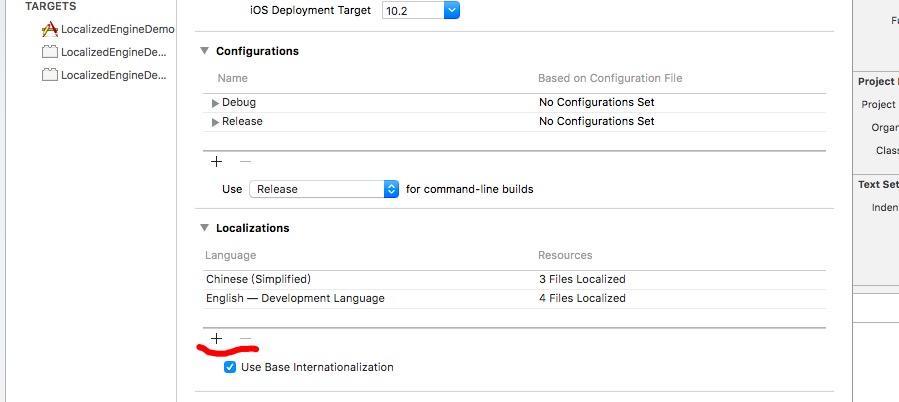 TARGETS
LocalizedEngineDemo
LocalizedEngineDe...
LocalizedEngineDe...
iOS Deployment Target 10.2
Configurations
Name Based on Configuration File
Debug No Configurations Set
Release No Configurations Set
+ −
Use Release for command-line builds
Localizations
Language Resources
Chinese (Simplified) 3 Files Localized
English — Development Language 4 Files Localized
+ −
Use Base Internationalization
Fu
Project
Project
Organ
Class
Text Set
Inden